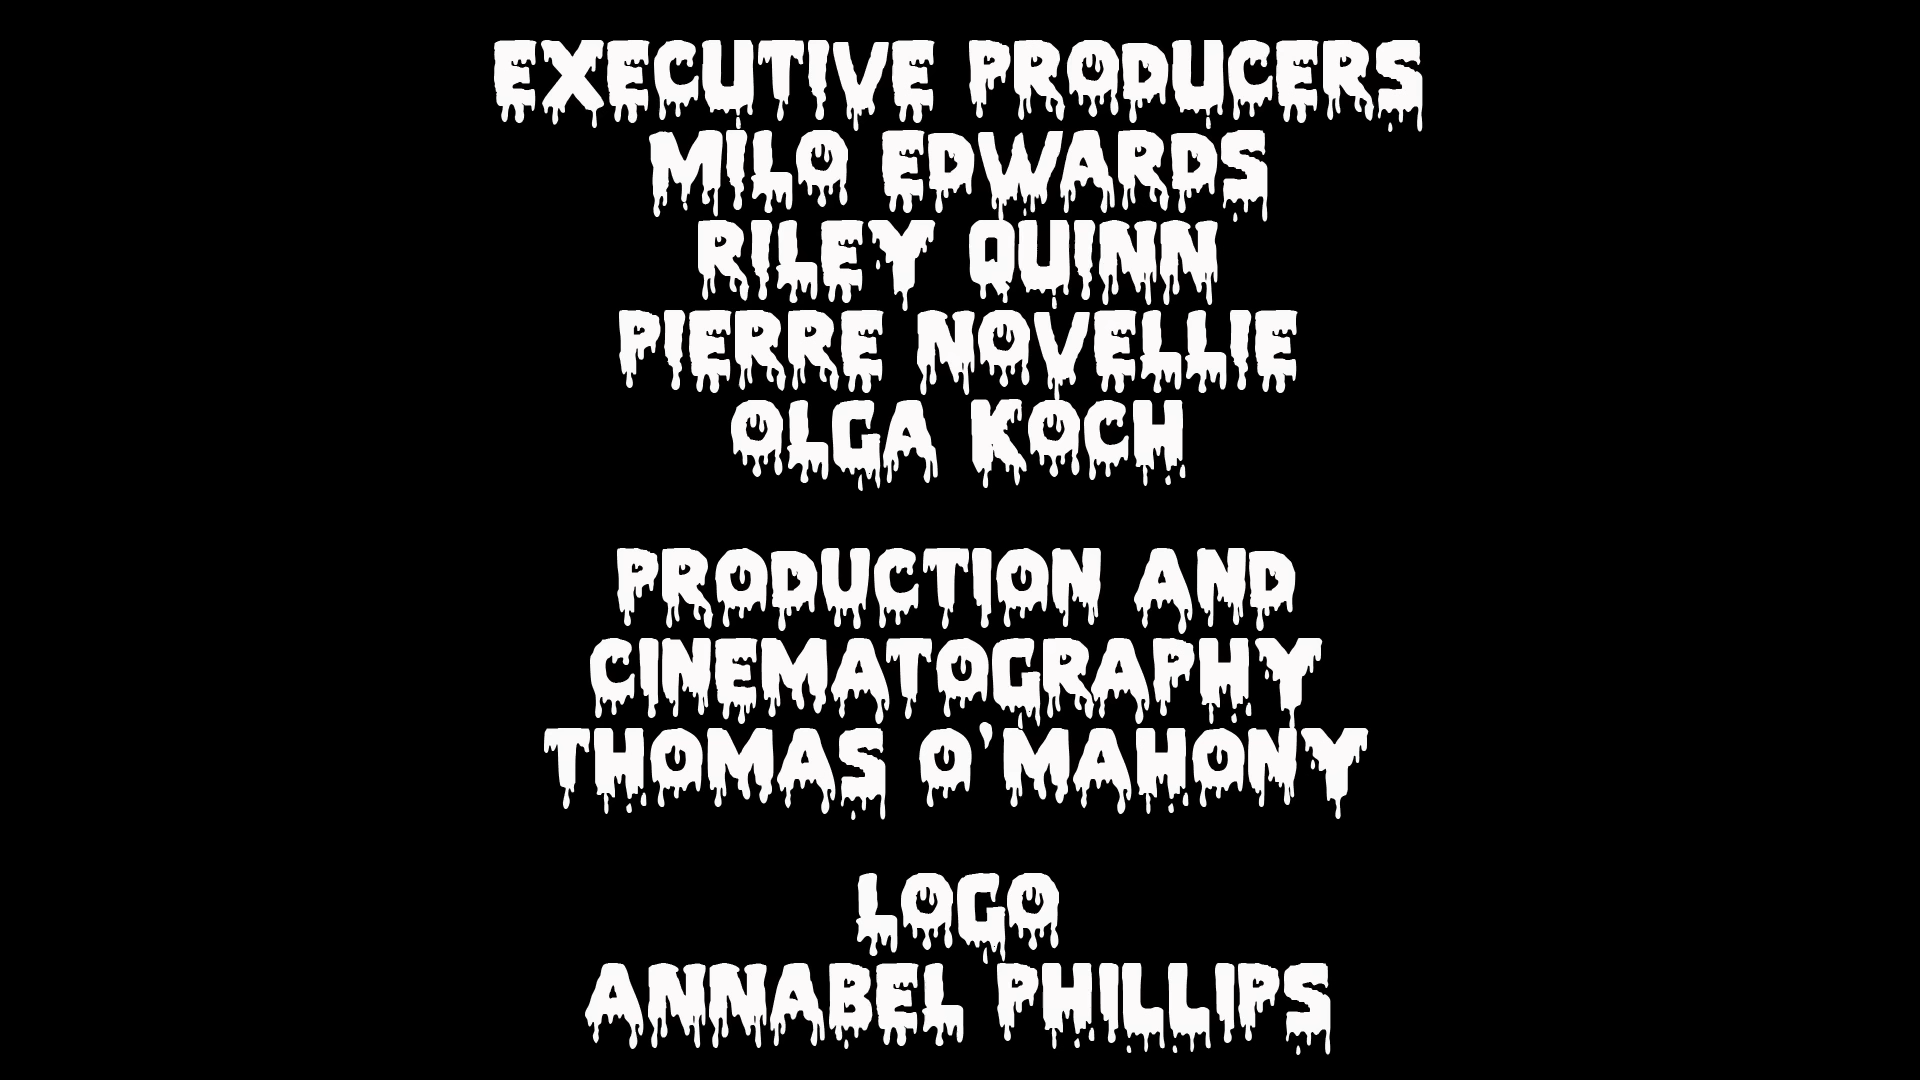 EXECUTIVE PRODUCERS
MILO EDWARDS
RILEY QUINN
PIERRE NOVELLIE
OLGA KOCH
PRODUCTION AND
CINEMATOGRAPHY
THOMAS O'MAHONY
LOGO
ANNABEL PHILLIPS